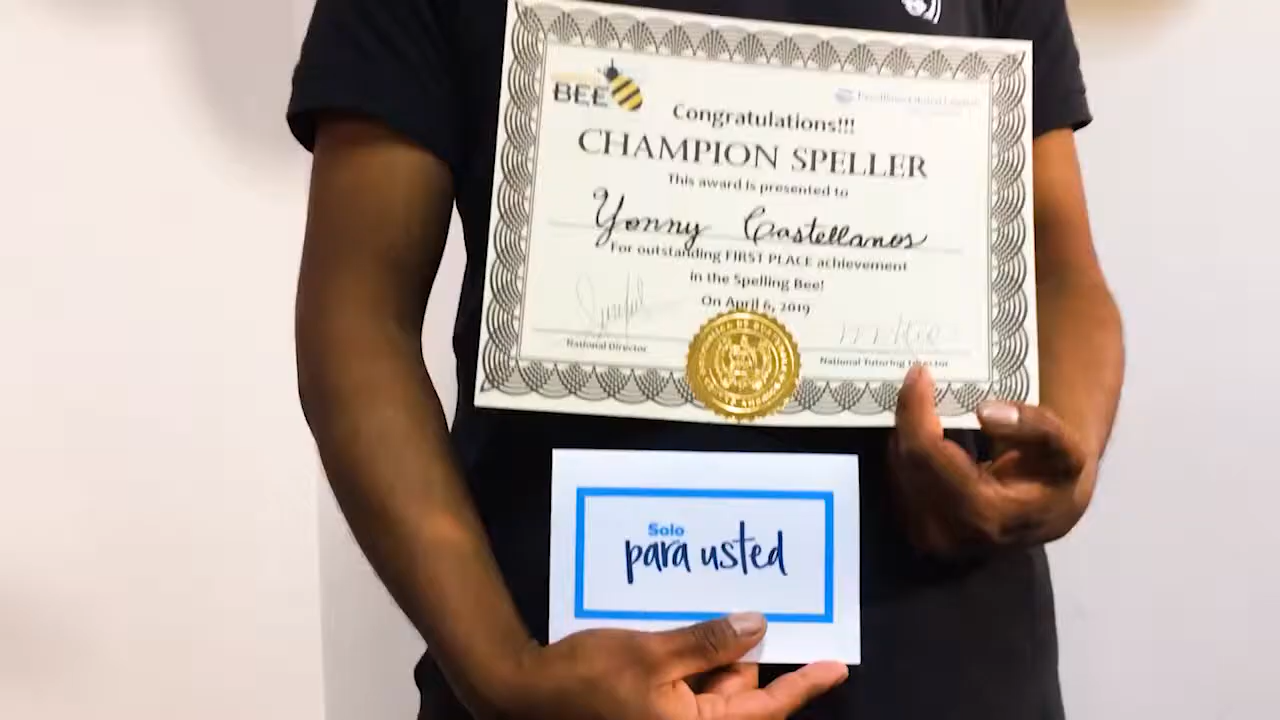 BEE
Congratulations!!!
CHAMPION SPELLER
This award is presented to
Yonny Castellanos
For outstanding FIRST PLACE achievement
in the Spelling Bee!
On April 6, 2019
National Director
National Tutoring Director
Solo
para usted